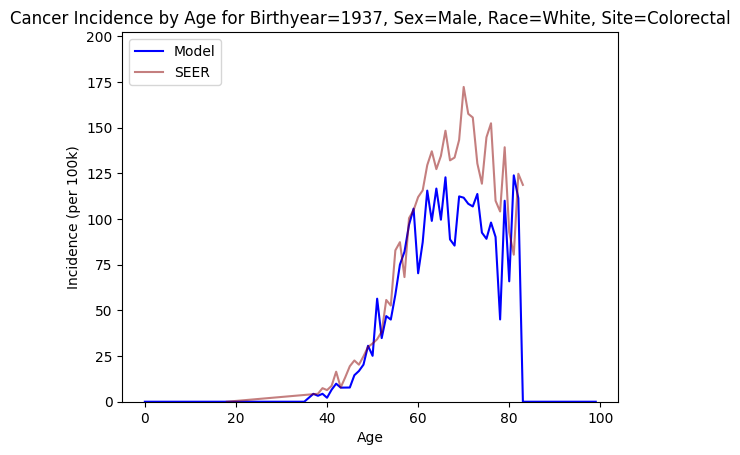 Cancer Incidence by Age for Birthyear=1937, Sex=Male, Race=White, Site=Colorectal
200
175
150
125
100
75
50
25
0
Incidence (per 100k)
Model
SEER
0 20 40 60 80 100
Age